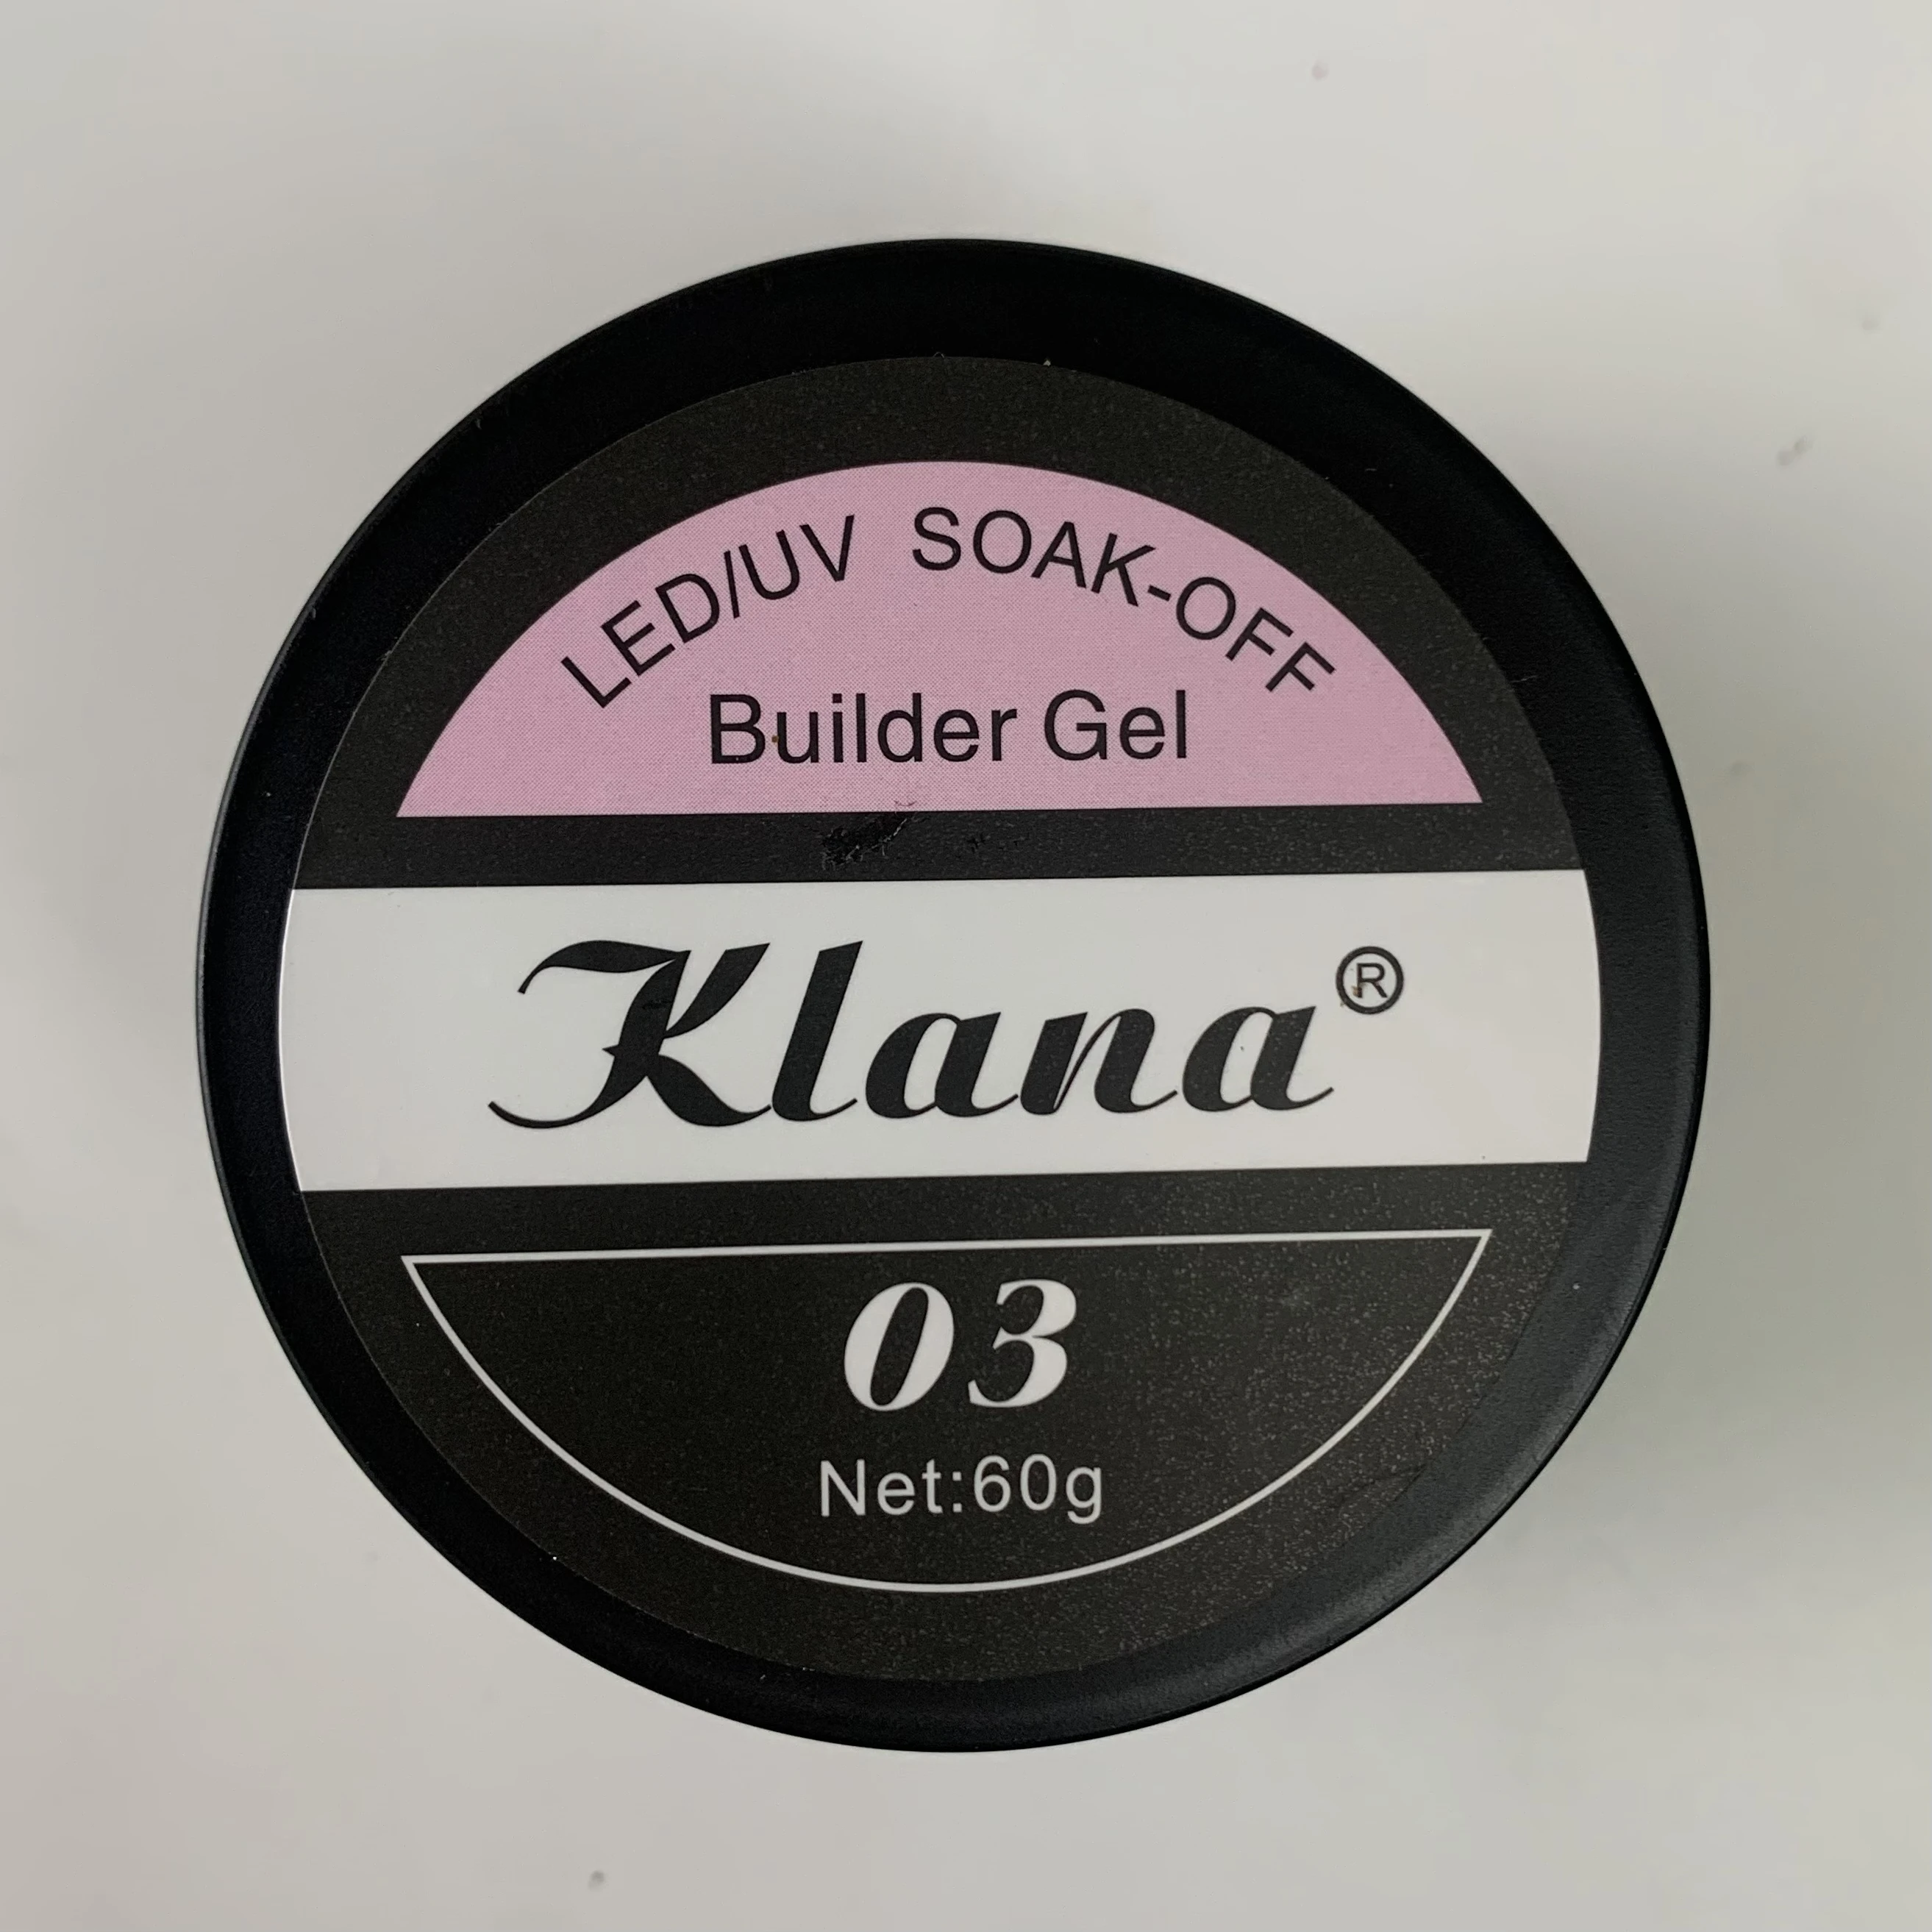 LED/UV SOAK-OFF
Builder Gel
Klana®
03
Net:60g